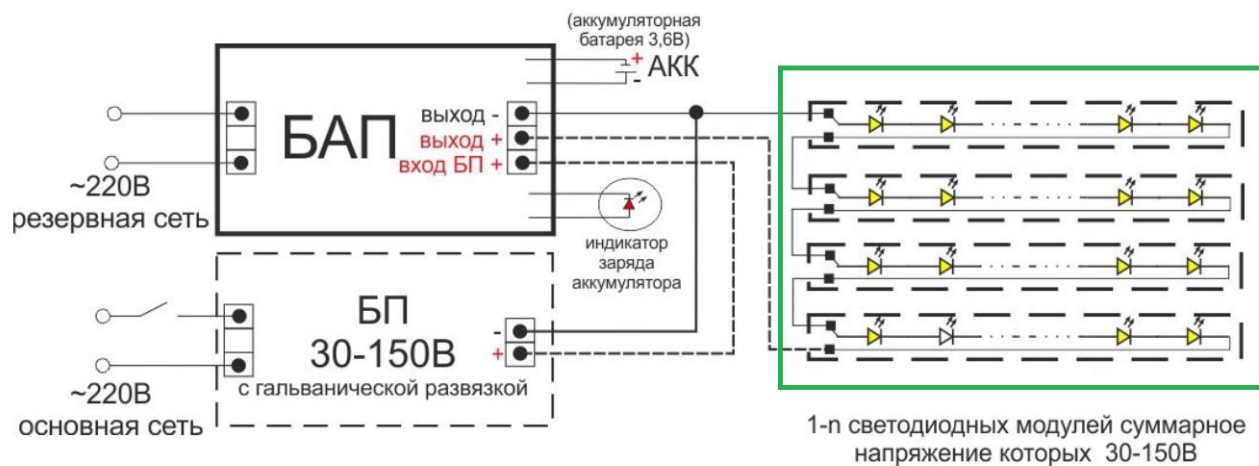 (аккумуляторная
батарея 3,6В)
+
АКК
-
БАП
выход -
выход +
вход БП +
~220В
резервная сеть
индикатор
заряда
аккумулятора
БП
30-150В
с гальванической развязкой
-
+
~220В
основная сеть
1-n светодиодных модулей суммарное
напряжение которых 30-150В